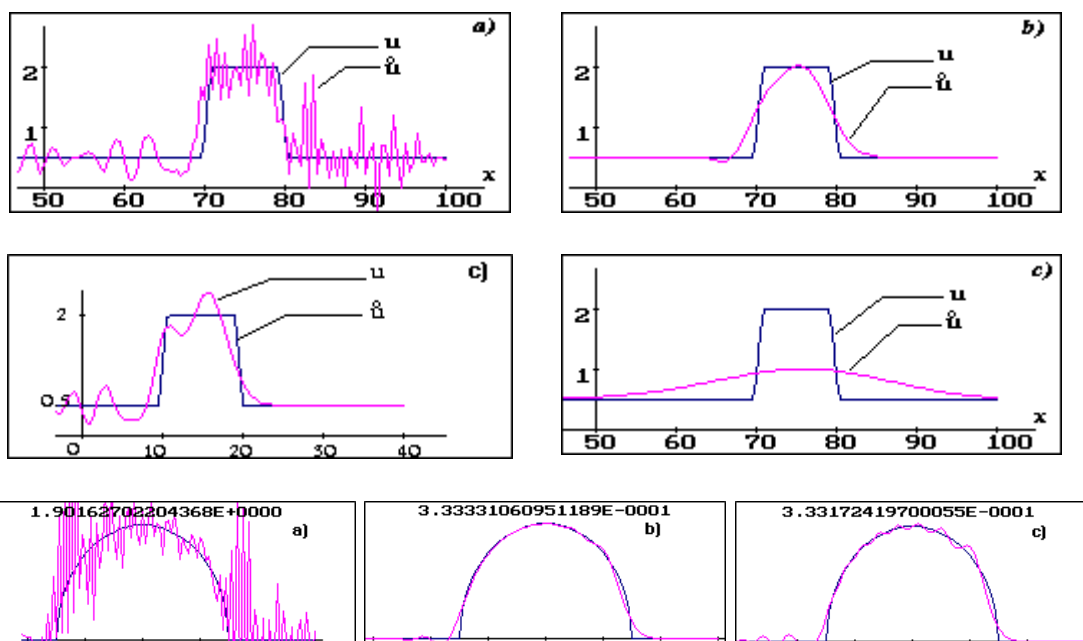 a)
u
ů
2
1
x
50 60 70 80 90 100
b)
u
ů
2
1
x
50 60 70 80 90 100
c)
u
ů
2
0.5
0 10 20 30 40
c)
u
ů
2
1
x
50 60 70 80 90 100
1.90162702204368E+0000
a)
3.33331060951189E-0001
b)
3.33172419700055E-0001
c)